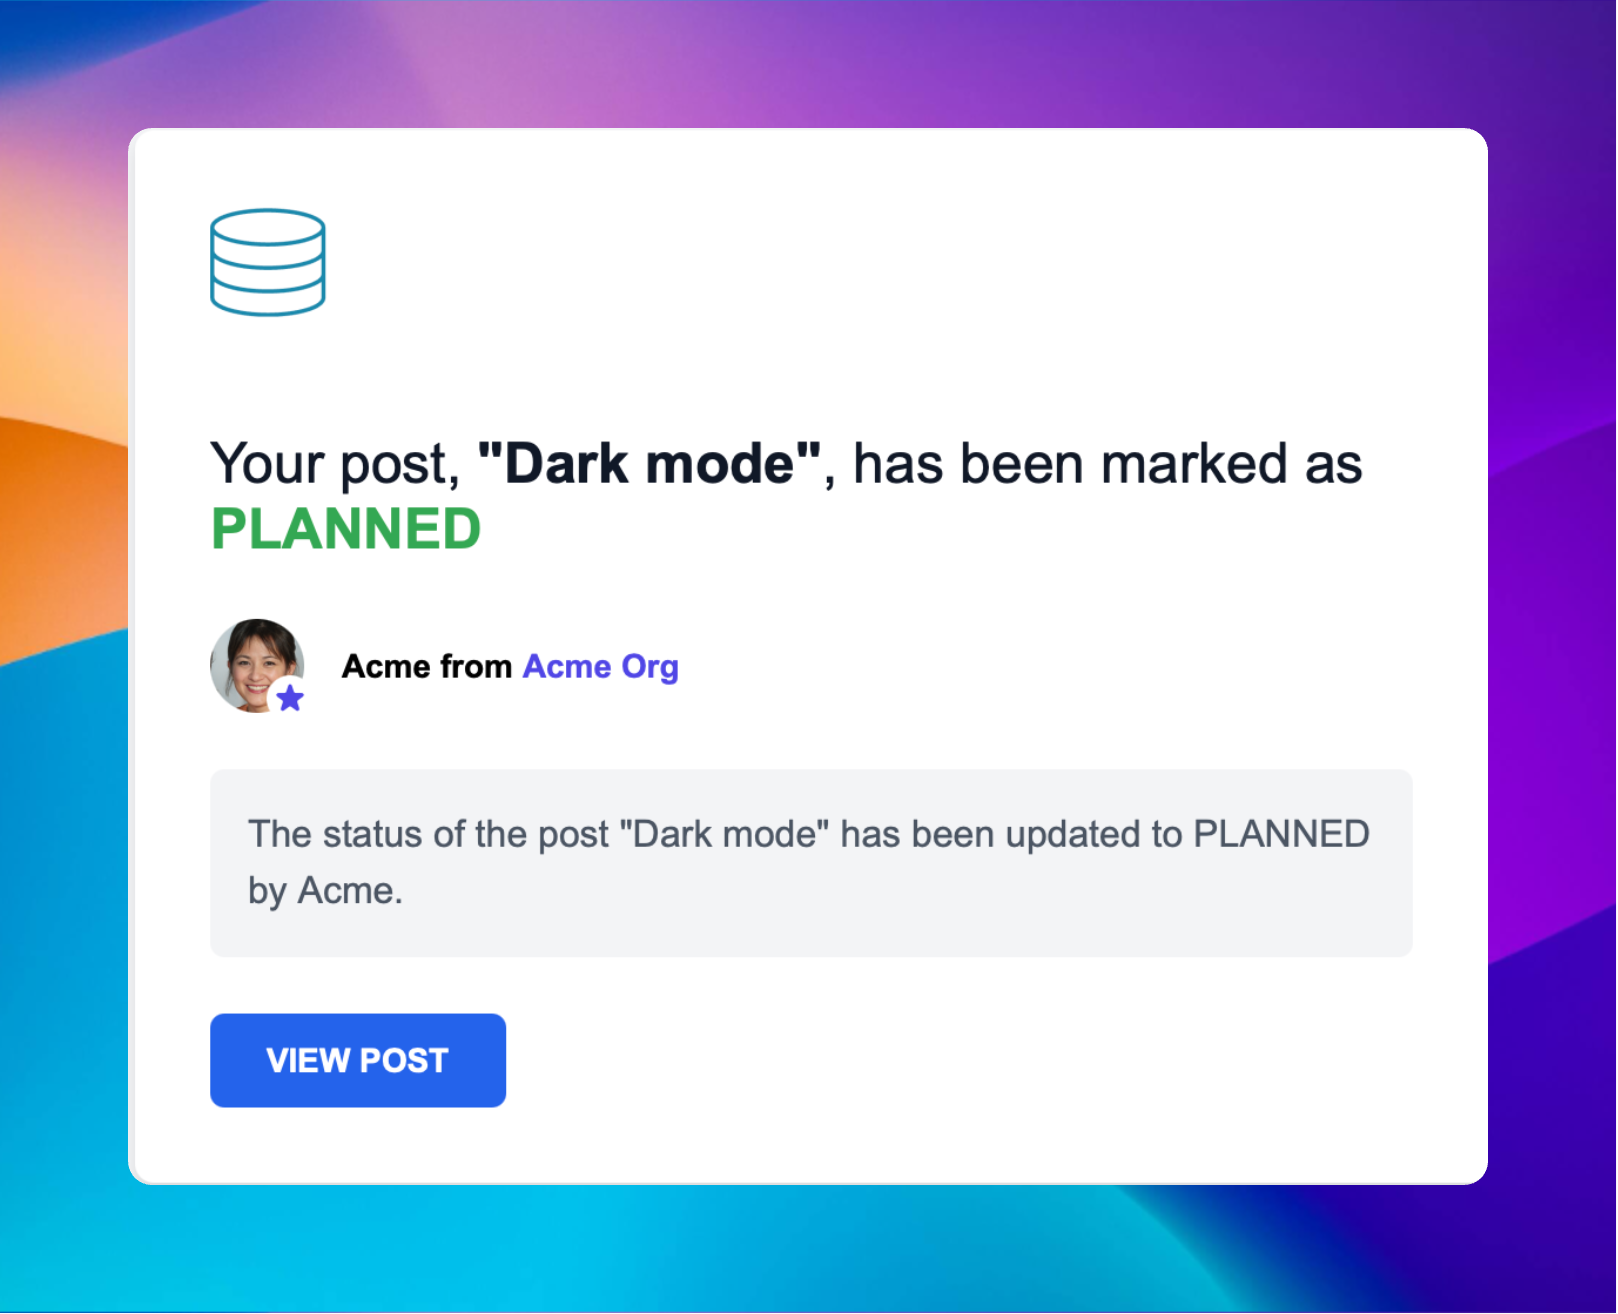 Your post, "Dark mode", has been marked as
PLANNED
Acme from Acme Org
The status of the post "Dark mode" has been updated to PLANNED
by Acme.
VIEW POST